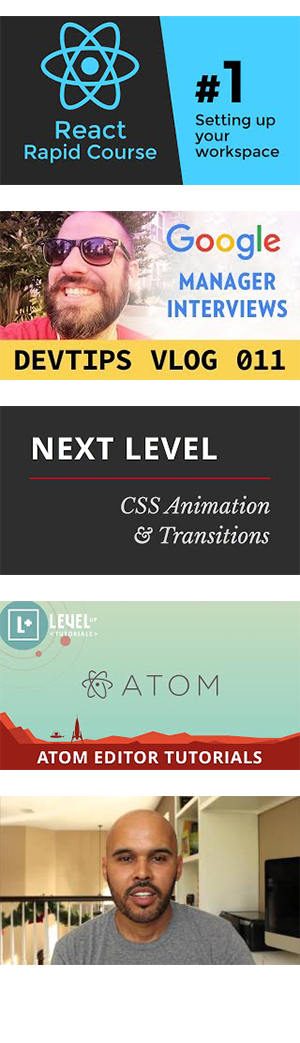 React
Rapid Course
#1
Setting up
your
workspace
Google
MANAGER
INTERVIEWS
DEVTIPS VLOG 011
NEXT LEVEL
CSS Animation
& Transitions
L+
LEVEL UP
<TUTORIALS>
ATOM
ATOM EDITOR TUTORIALS